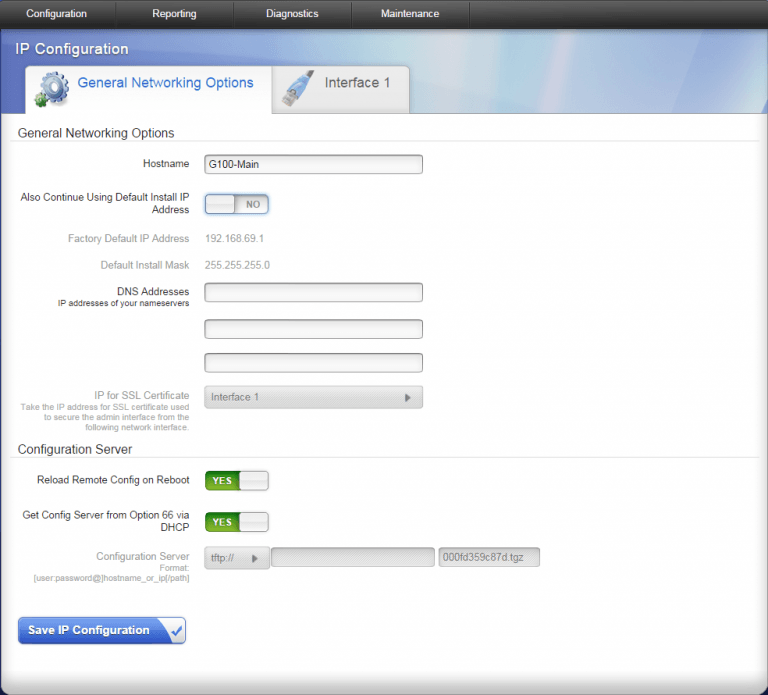 Configuration Reporting Diagnostics Maintenance
IP Configuration
General Networking Options Interface 1
General Networking Options
Hostname G100-Main
Also Continue Using Default Install IP
Address NO
Factory Default IP Address 192.168.69.1
Default Install Mask 255.255.255.0
DNS Addresses
IP addresses of your nameservers
IP for SSL Certificate Interface 1
Take the IP address for SSL certificate used
to secure the admin interface from the
following network interface.
Configuration Server
Reload Remote Config on Reboot YES
Get Config Server from Option 66 via
DHCP YES
Configuration Server tftp:// 000fd359c87d.tgz
Format:
[user:password@]hostname_or_ip[/path]
Save IP Configuration